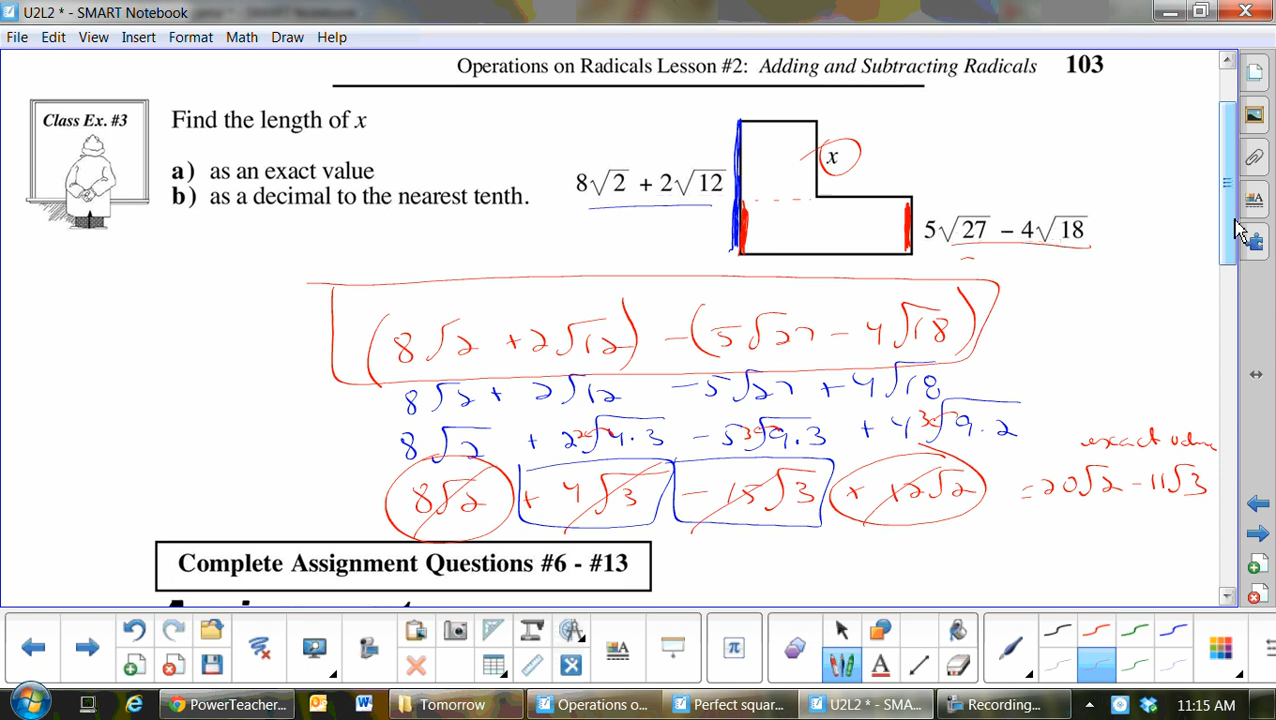 U2L2 * - SMART Notebook
File Edit View Insert Format Math Draw Help
Operations on Radicals Lesson #2: Adding and Subtracting Radicals 103
Class Ex. #3
Find the length of x
a) as an exact value
b) as a decimal to the nearest tenth.
8√2 + 2√12
x
5√27 − 4√18
(8√2 + 2√12) − (5√27 − 4√18)
8√2 + 2√12 − 5√27 + 4√18
8√2 + 2√4·3 − 5√9·3 + 4√9·2
exact value
8√2 + 4√3 − 15√3 + 12√2 = 20√2 − 11√3
Complete Assignment Questions #6 - #13
π
A
PowerTeacher...
Tomorrow
Operations o...
Perfect squar...
U2L2 * - SMA...
Recording...
11:15 AM